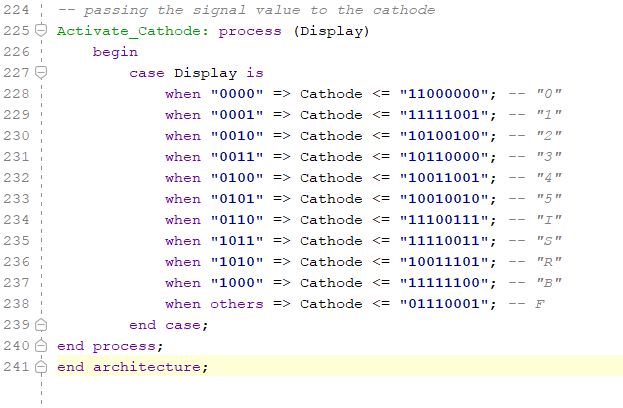 224 -- passing the signal value to the cathode
225 Activate_Cathode: process (Display)
226 begin
227 case Display is
228 when "0000" => Cathode <= "11000000"; -- "0"
229 when "0001" => Cathode <= "11111001"; -- "1"
230 when "0010" => Cathode <= "10100100"; -- "2"
231 when "0011" => Cathode <= "10110000"; -- "3"
232 when "0100" => Cathode <= "10011001"; -- "4"
233 when "0101" => Cathode <= "10010010"; -- "5"
234 when "0110" => Cathode <= "11100111"; -- "I"
235 when "1011" => Cathode <= "11110011"; -- "S"
236 when "1010" => Cathode <= "10011101"; -- "R"
237 when "1000" => Cathode <= "11111100"; -- "B"
238 when others => Cathode <= "01110001"; -- F
239 end case;
240 end process;
241 end architecture;